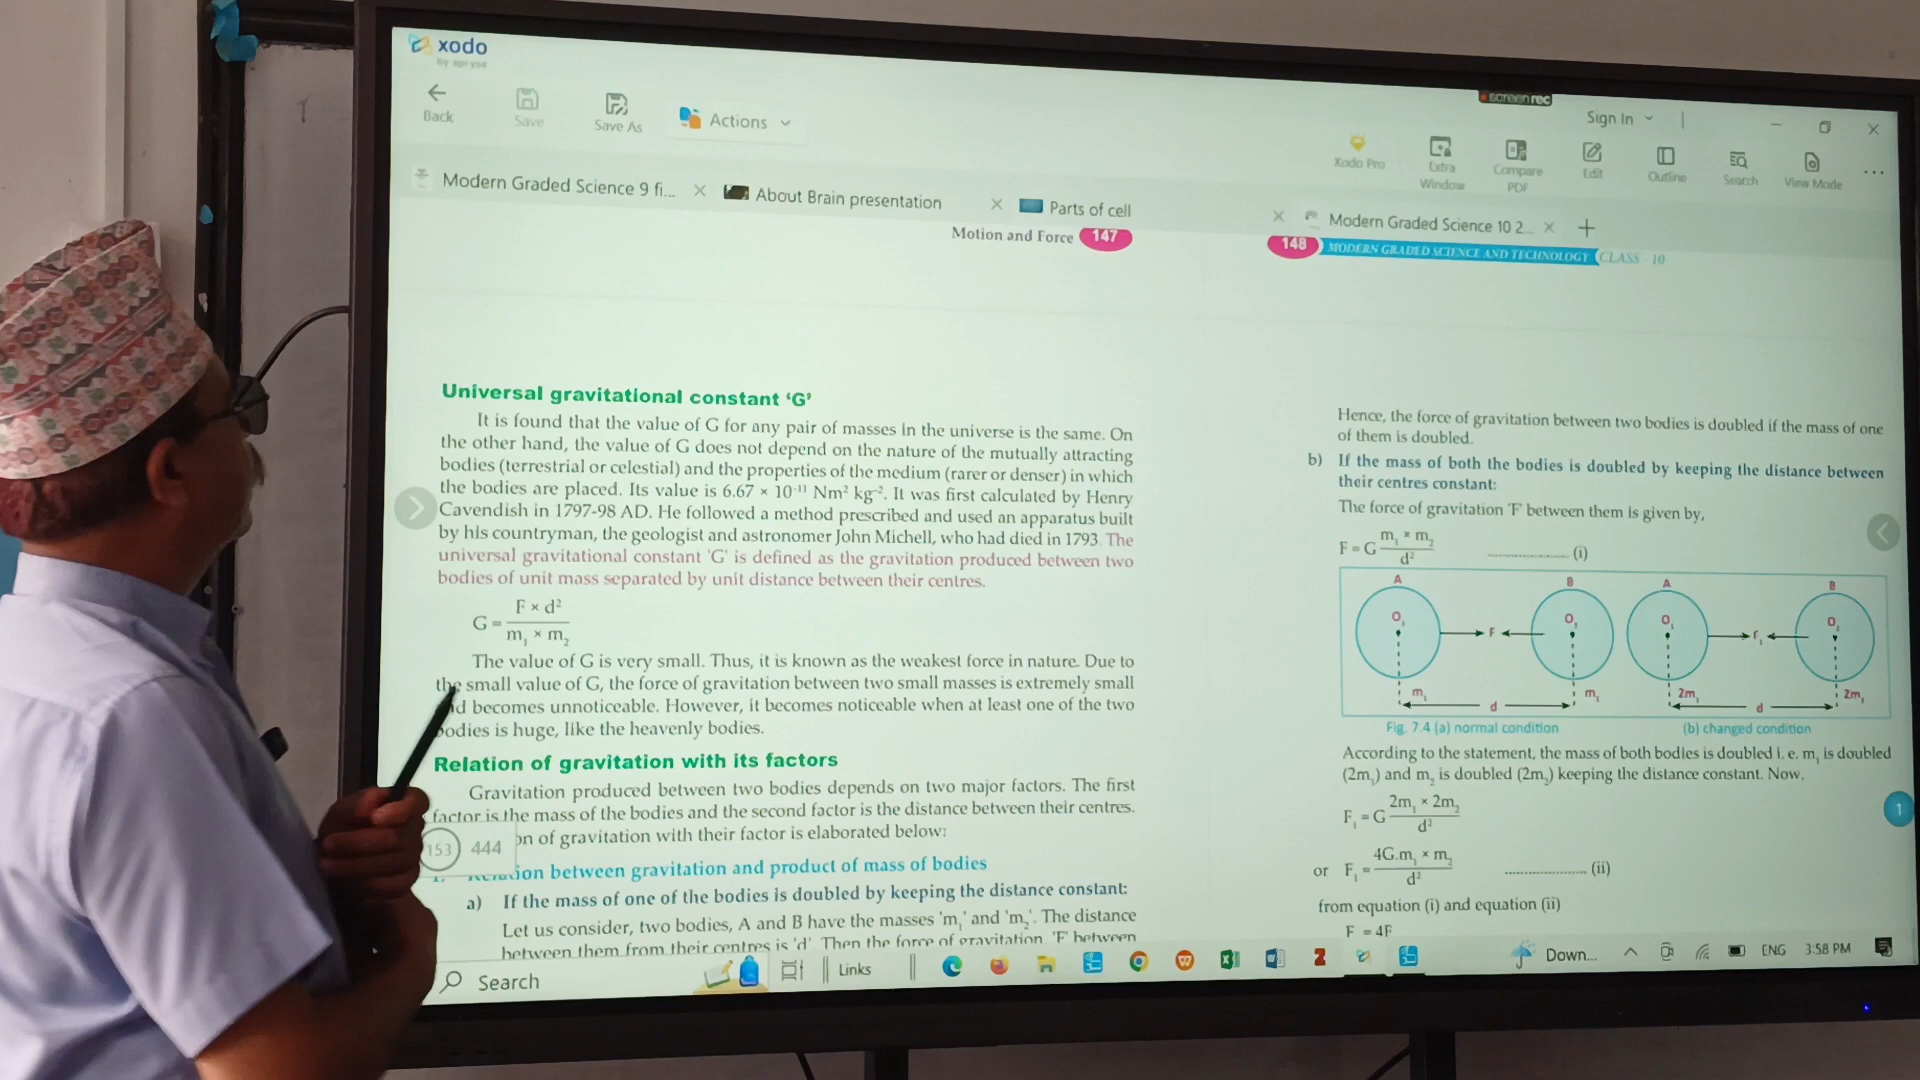 xodo
by apryse
Back
Save
Save As
Actions
screenrec
Sign In
Xodo Pro
Extra Window
Compare PDF
Edit
Outline
Search
View Mode
Modern Graded Science 9 fi...
About Brain presentation
Parts of cell
Modern Graded Science 10 2...
Motion and Force 147
Universal gravitational constant ‘G’
It is found that the value of G for any pair of masses in the universe is the same. On
the other hand, the value of G does not depend on the nature of the mutually attracting
bodies (terrestrial or celestial) and the properties of the medium (rarer or denser) in which
the bodies are placed. Its value is 6.67 × 10⁻¹¹ Nm² kg⁻². It was first calculated by Henry
Cavendish in 1797-98 AD. He followed a method prescribed and used an apparatus built
by his countryman, the geologist and astronomer John Michell, who had died in 1793. The
universal gravitational constant 'G' is defined as the gravitation produced between two
bodies of unit mass separated by unit distance between their centres.
G = F × d² / m₁ × m₂
The value of G is very small. Thus, it is known as the weakest force in nature. Due to
the small value of G, the force of gravitation between two small masses is extremely small
becomes unnoticeable. However, it becomes noticeable when at least one of the two
bodies is huge, like the heavenly bodies.
Relation of gravitation with its factors
Gravitation produced between two bodies depends on two major factors. The first
factor is the mass of the bodies and the second factor is the distance between their centres.
on of gravitation with their factor is elaborated below:
153 444
Relation between gravitation and product of mass of bodies
a) If the mass of one of the bodies is doubled by keeping the distance constant:
Let us consider, two bodies, A and B have the masses 'm₁' and 'm₂'. The distance
between them from their centres is 'd'. Then the force of gravitation, 'F' between
148 MODERN GRADED SCIENCE AND TECHNOLOGY CLASS 10
Hence, the force of gravitation between two bodies is doubled if the mass of one
of them is doubled.
b) If the mass of both the bodies is doubled by keeping the distance between
their centres constant:
The force of gravitation 'F' between them is given by,
F = G m₁ × m₂ / d² .................... (i)
A B A B
O₁ F O₁ O₁ F₁ O₁
m₁ d m₂ 2m₁ d 2m₁
Fig. 7.4 (a) normal condition (b) changed condition
According to the statement, the mass of both bodies is doubled i. e. m₁ is doubled
(2m₁) and m₂ is doubled (2m₂) keeping the distance constant. Now,
F₁ = G 2m₁ × 2m₂ / d²
or F₁ = 4G.m₁ × m₂ / d² .................... (ii)
from equation (i) and equation (ii)
F = 4F
1
Search
Links
Down...
ENG
3:58 PM